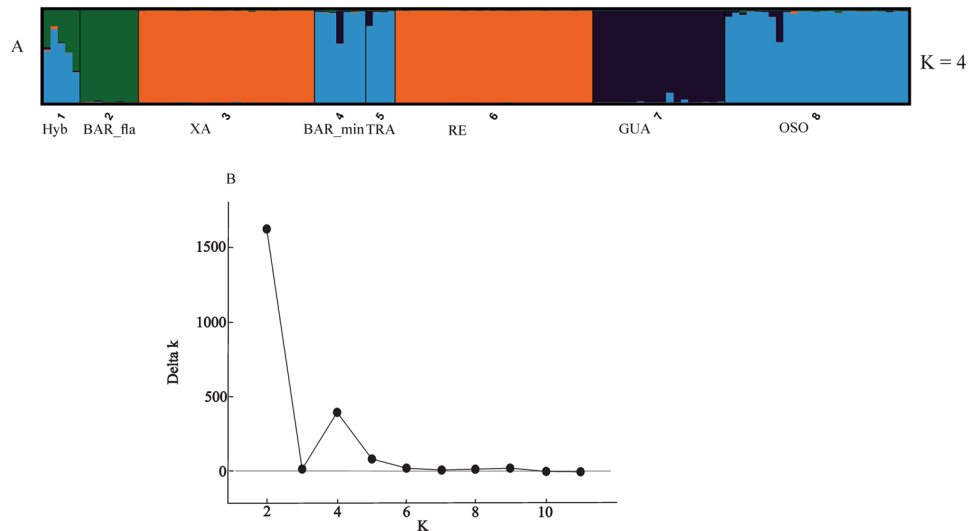 A
K = 4
1 2 3 4 5 6 7 8
Hyb BAR_fla XA BAR_min TRA RE GUA OSO
B
1500
1000
500
0
Delta k
2 4 6 8 10
K